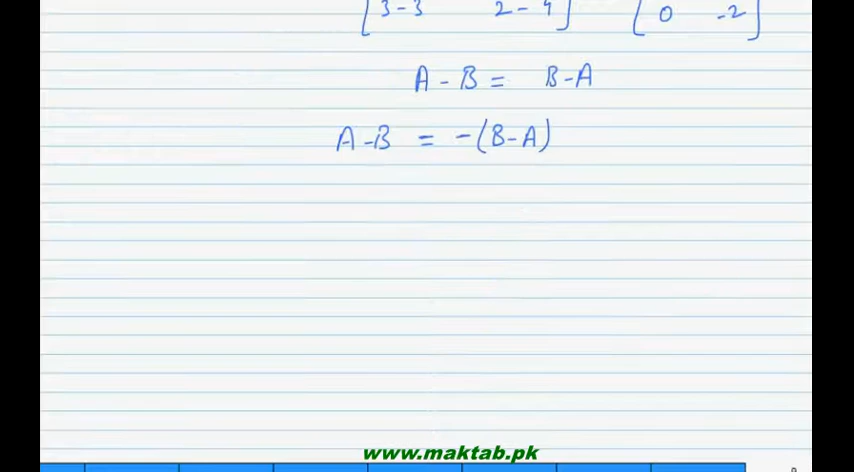 [3-3 2-4] [0 -2]
A - B = B - A
A - B = -(B - A)
www.maktab.pk